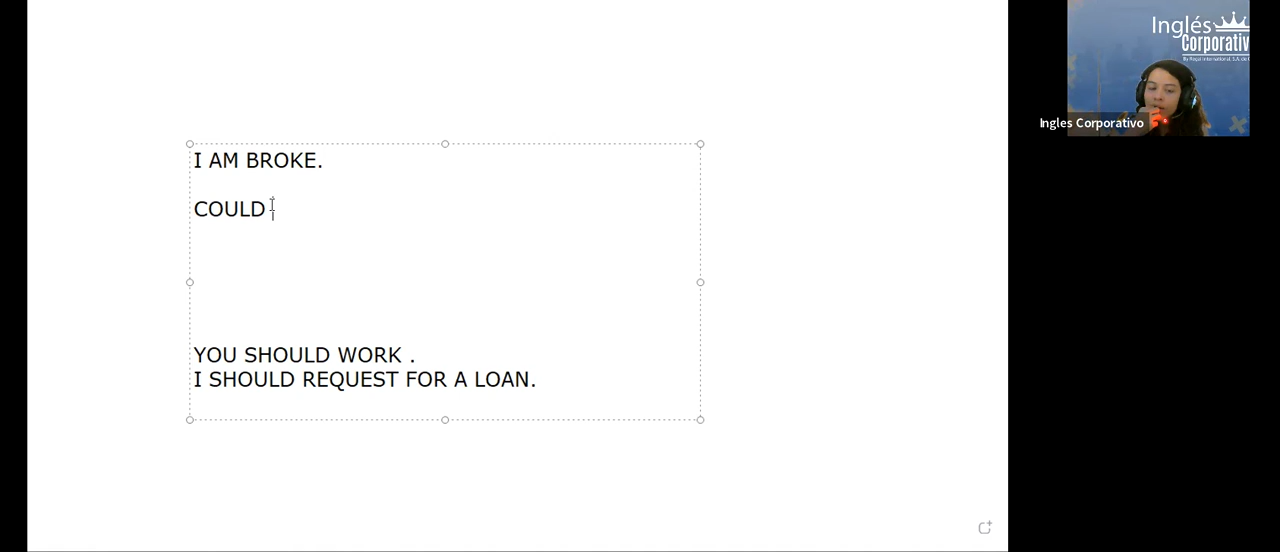 I AM BROKE.
COULD
YOU SHOULD WORK .
I SHOULD REQUEST FOR A LOAN.
Inglés
Corporativ
Ingles Corporativo